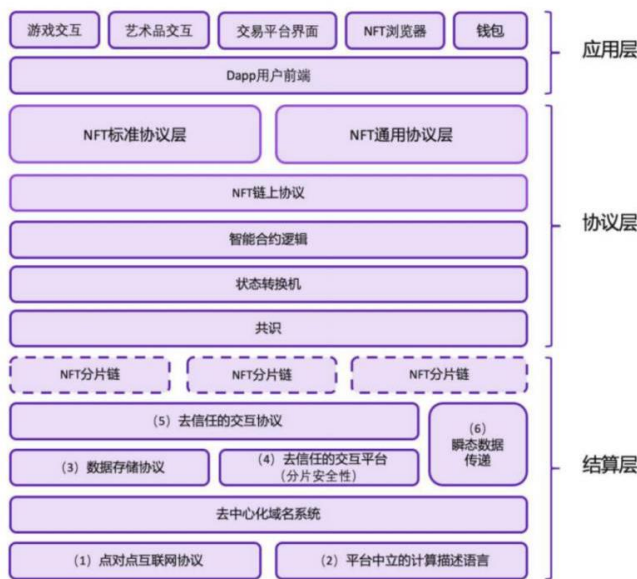 游戏交互
艺术品交互
交易平台界面
NFT浏览器
钱包
Dapp用户前端
应用层
NFT标准协议层
NFT通用协议层
NFT链上协议
智能合约逻辑
状态转换机
共识
协议层
NFT分片链
NFT分片链
NFT分片链
(5)去信任的交互协议
(6)
瞬态数据
传递
(3)数据存储协议
(4)去信任的交互平台
(分片安全性)
去中心化域名系统
(1)点对点互联网协议
(2)平台中立的计算描述语言
结算层